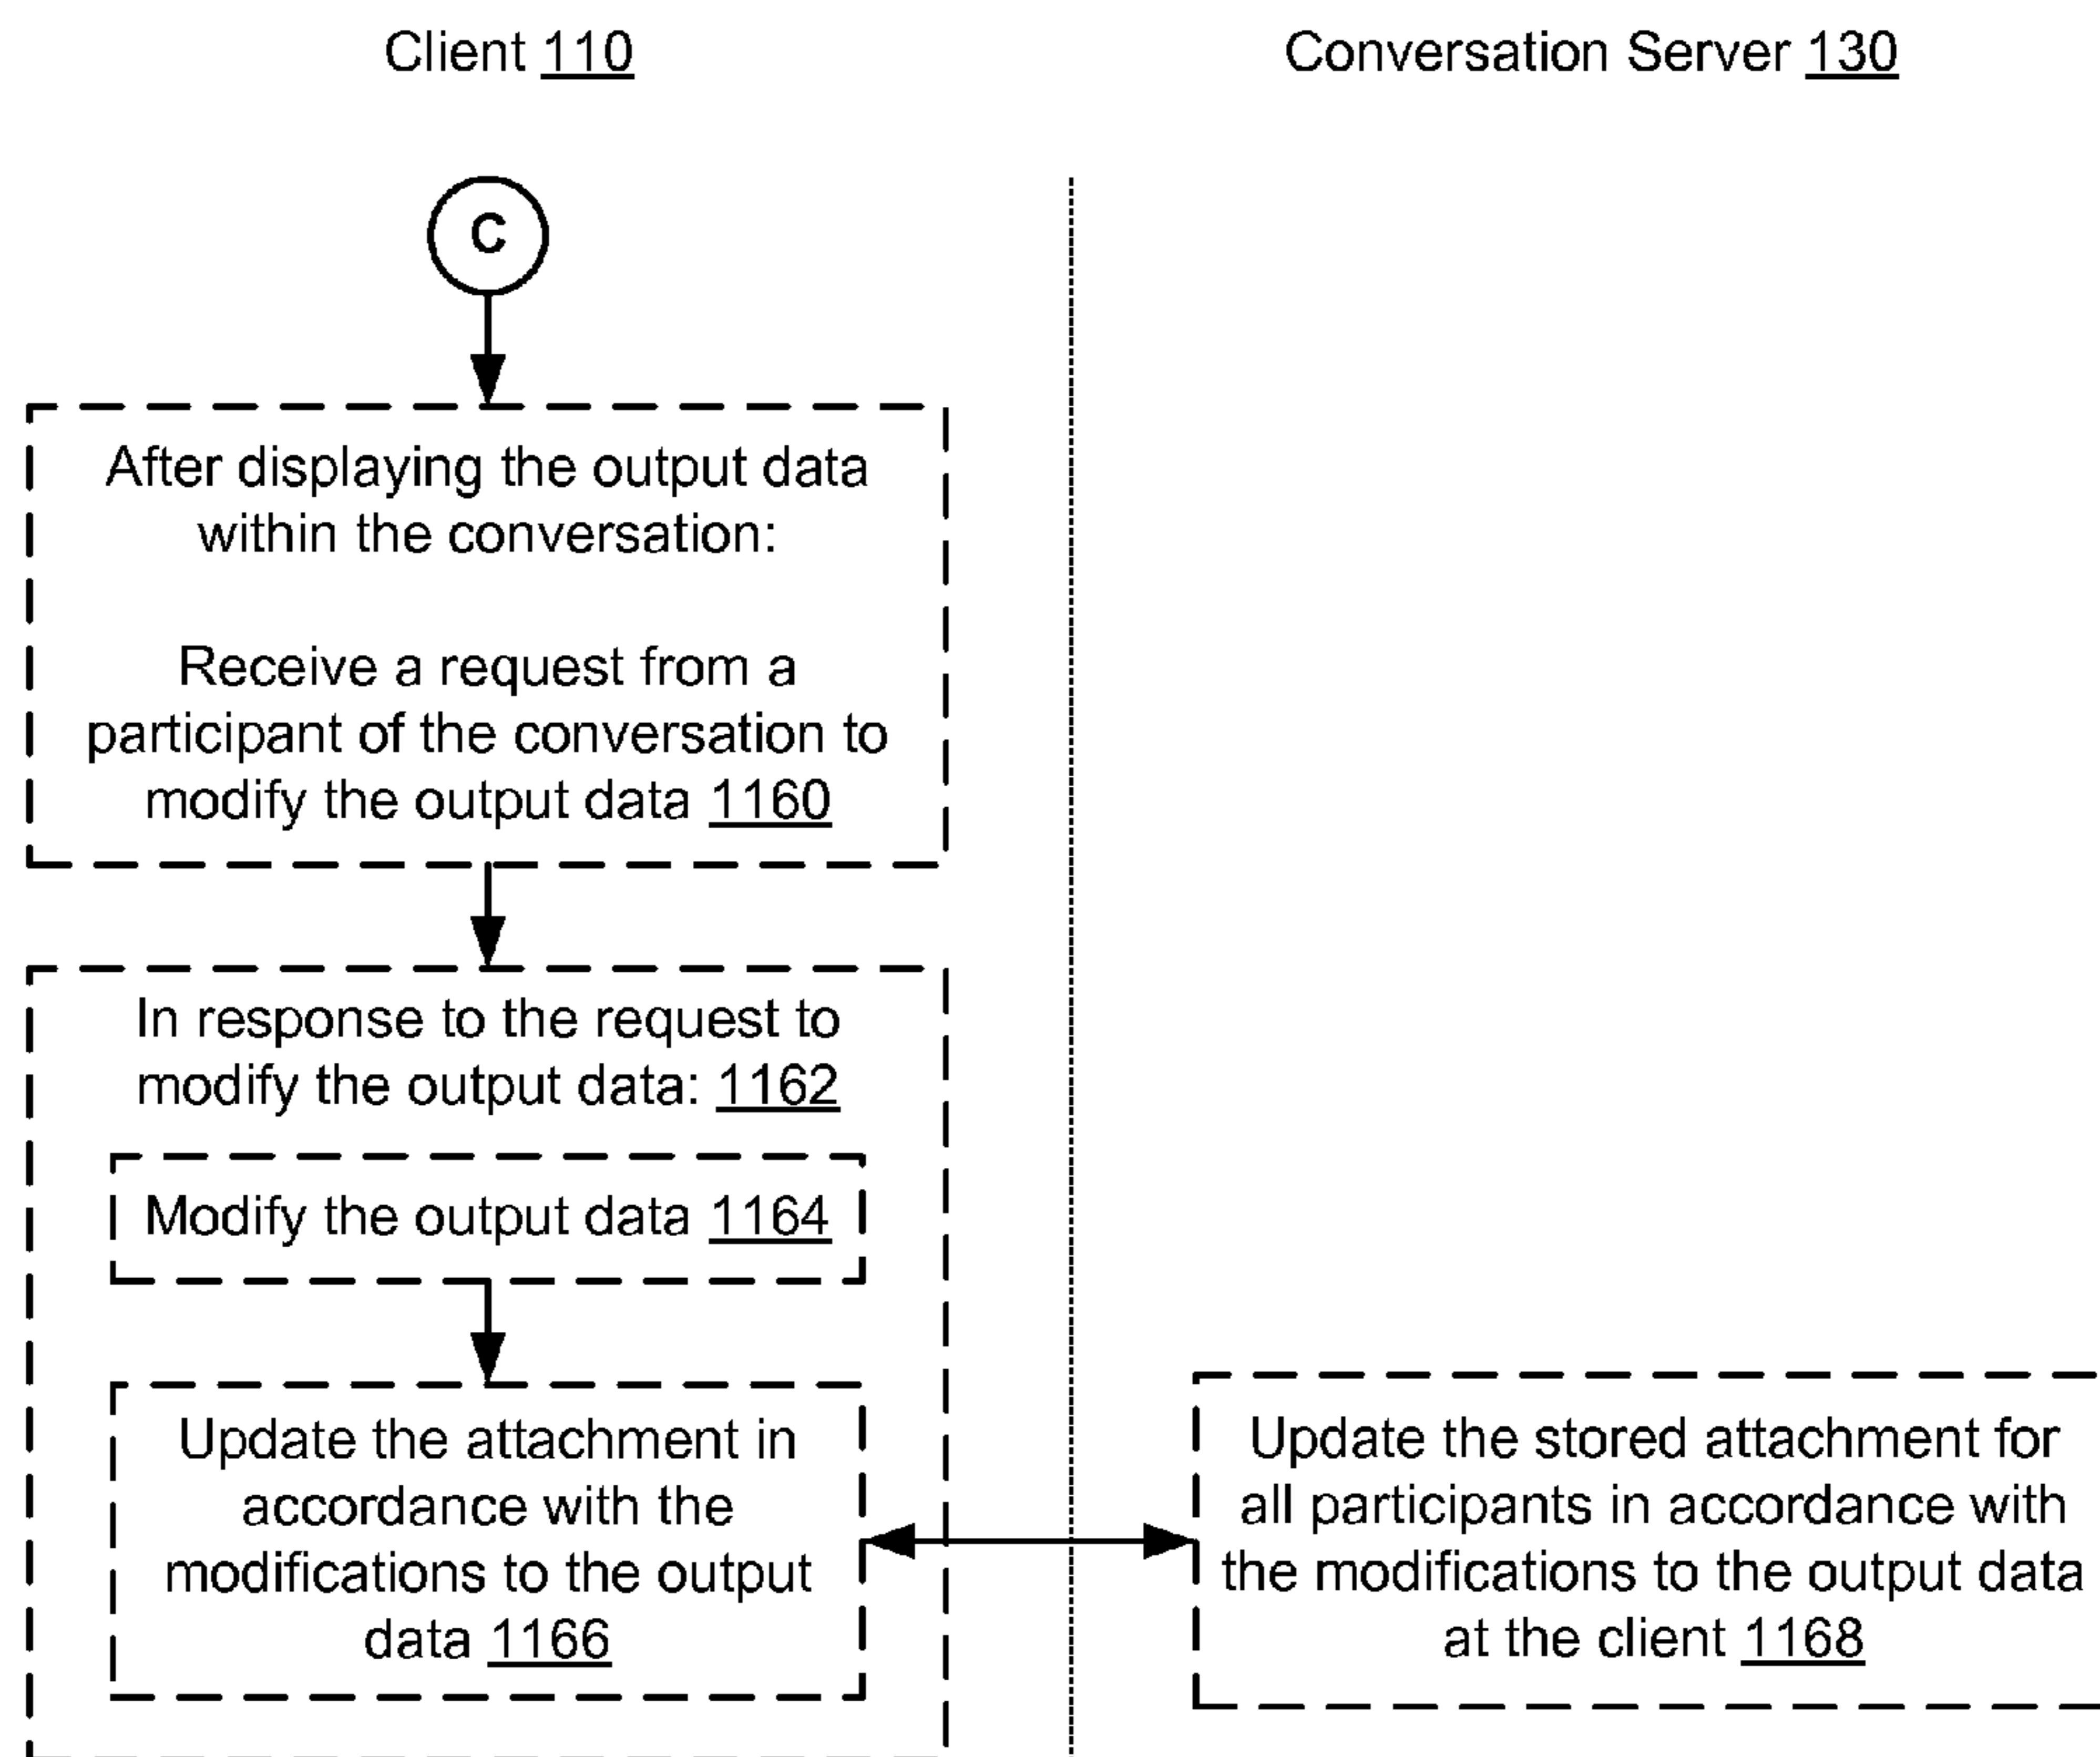 Client 110
Conversation Server 130
C
After displaying the output data
within the conversation:
Receive a request from a
participant of the conversation to
modify the output data 1160
In response to the request to
modify the output data: 1162
Modify the output data 1164
Update the attachment in
accordance with the
modifications to the output
data 1166
Update the stored attachment for
all participants in accordance with
the modifications to the output data
at the client 1168